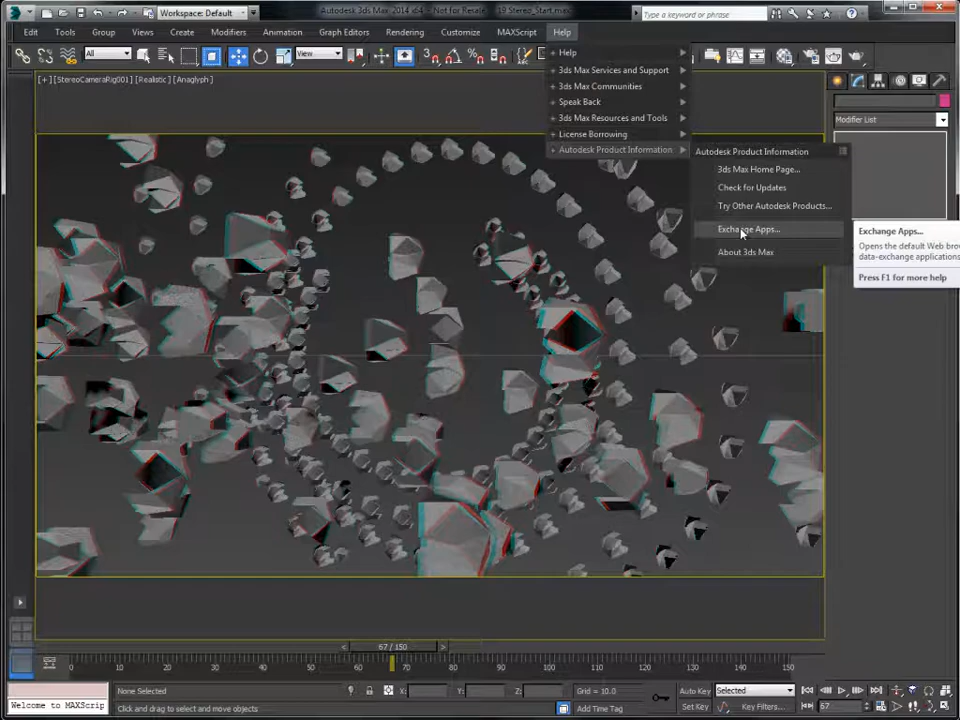 Workspace: Default
Autodesk 3ds Max 2014 x64 - Not for Resale 19 Stereo_Start.max
Type a keyword or phrase
Edit Tools Group Views Create Modifiers Animation Graph Editors Rendering Customize MAXScript Help
All
View
[+] [StereoCameraRig001] [Realistic] [Anaglyph]
Help
3ds Max Services and Support
3ds Max Communities
Speak Back
3ds Max Resources and Tools
License Borrowing
Autodesk Product Information
Autodesk Product Information
3ds Max Home Page...
Check for Updates
Try Other Autodesk Products...
Exchange Apps...
About 3ds Max
Modifier List
Exchange Apps...
Opens the default Web bro
data-exchange applications
Press F1 for more help
67 / 150
0 10 20 30 40 50 60 70 80 90 100 110 120 130 140 150
None Selected
X: Y: Z: Grid = 10.0
Auto Key Selected
Welcome to MAXScrip
Click and drag to select and move objects
Add Time Tag
Set Key Key Filters...
67